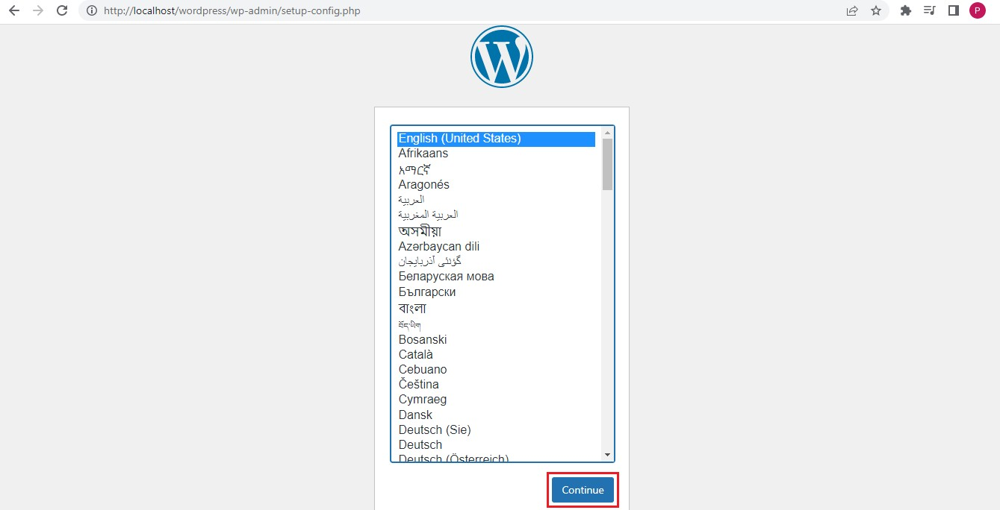 http://localhost/wordpress/wp-admin/setup-config.php
P
W
English (United States)
Afrikaans
አማርኛ
Aragonés
العربية
العربية المغربية
অসমীয়া
Azərbaycan dili
گؤنئی آذربایجان
Беларуская мова
Български
বাংলা
བོད་ཡིག
Bosanski
Català
Cebuano
Čeština
Cymraeg
Dansk
Deutsch (Sie)
Deutsch
Deutsch (Österreich)
Continue